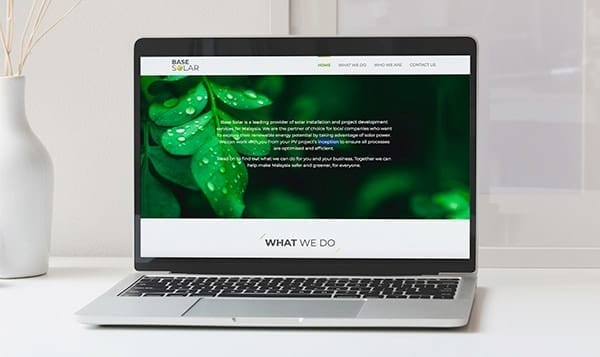 BASE
SOLAR
HOME WHAT WE DO WHO WE ARE CONTACT US
Base Solar is a leading provider of solar installation and project development
services for Malaysia. We are the partner of choice for local companies who want
to explore their renewable energy potential by taking advantage of solar power.
We can work with you from your PV project's inception to ensure all processes
are optimised and efficient.
Read on to find out what we can do for you and your business. Together we can
help make Malaysia safer and greener, for everyone.
WHAT WE DO